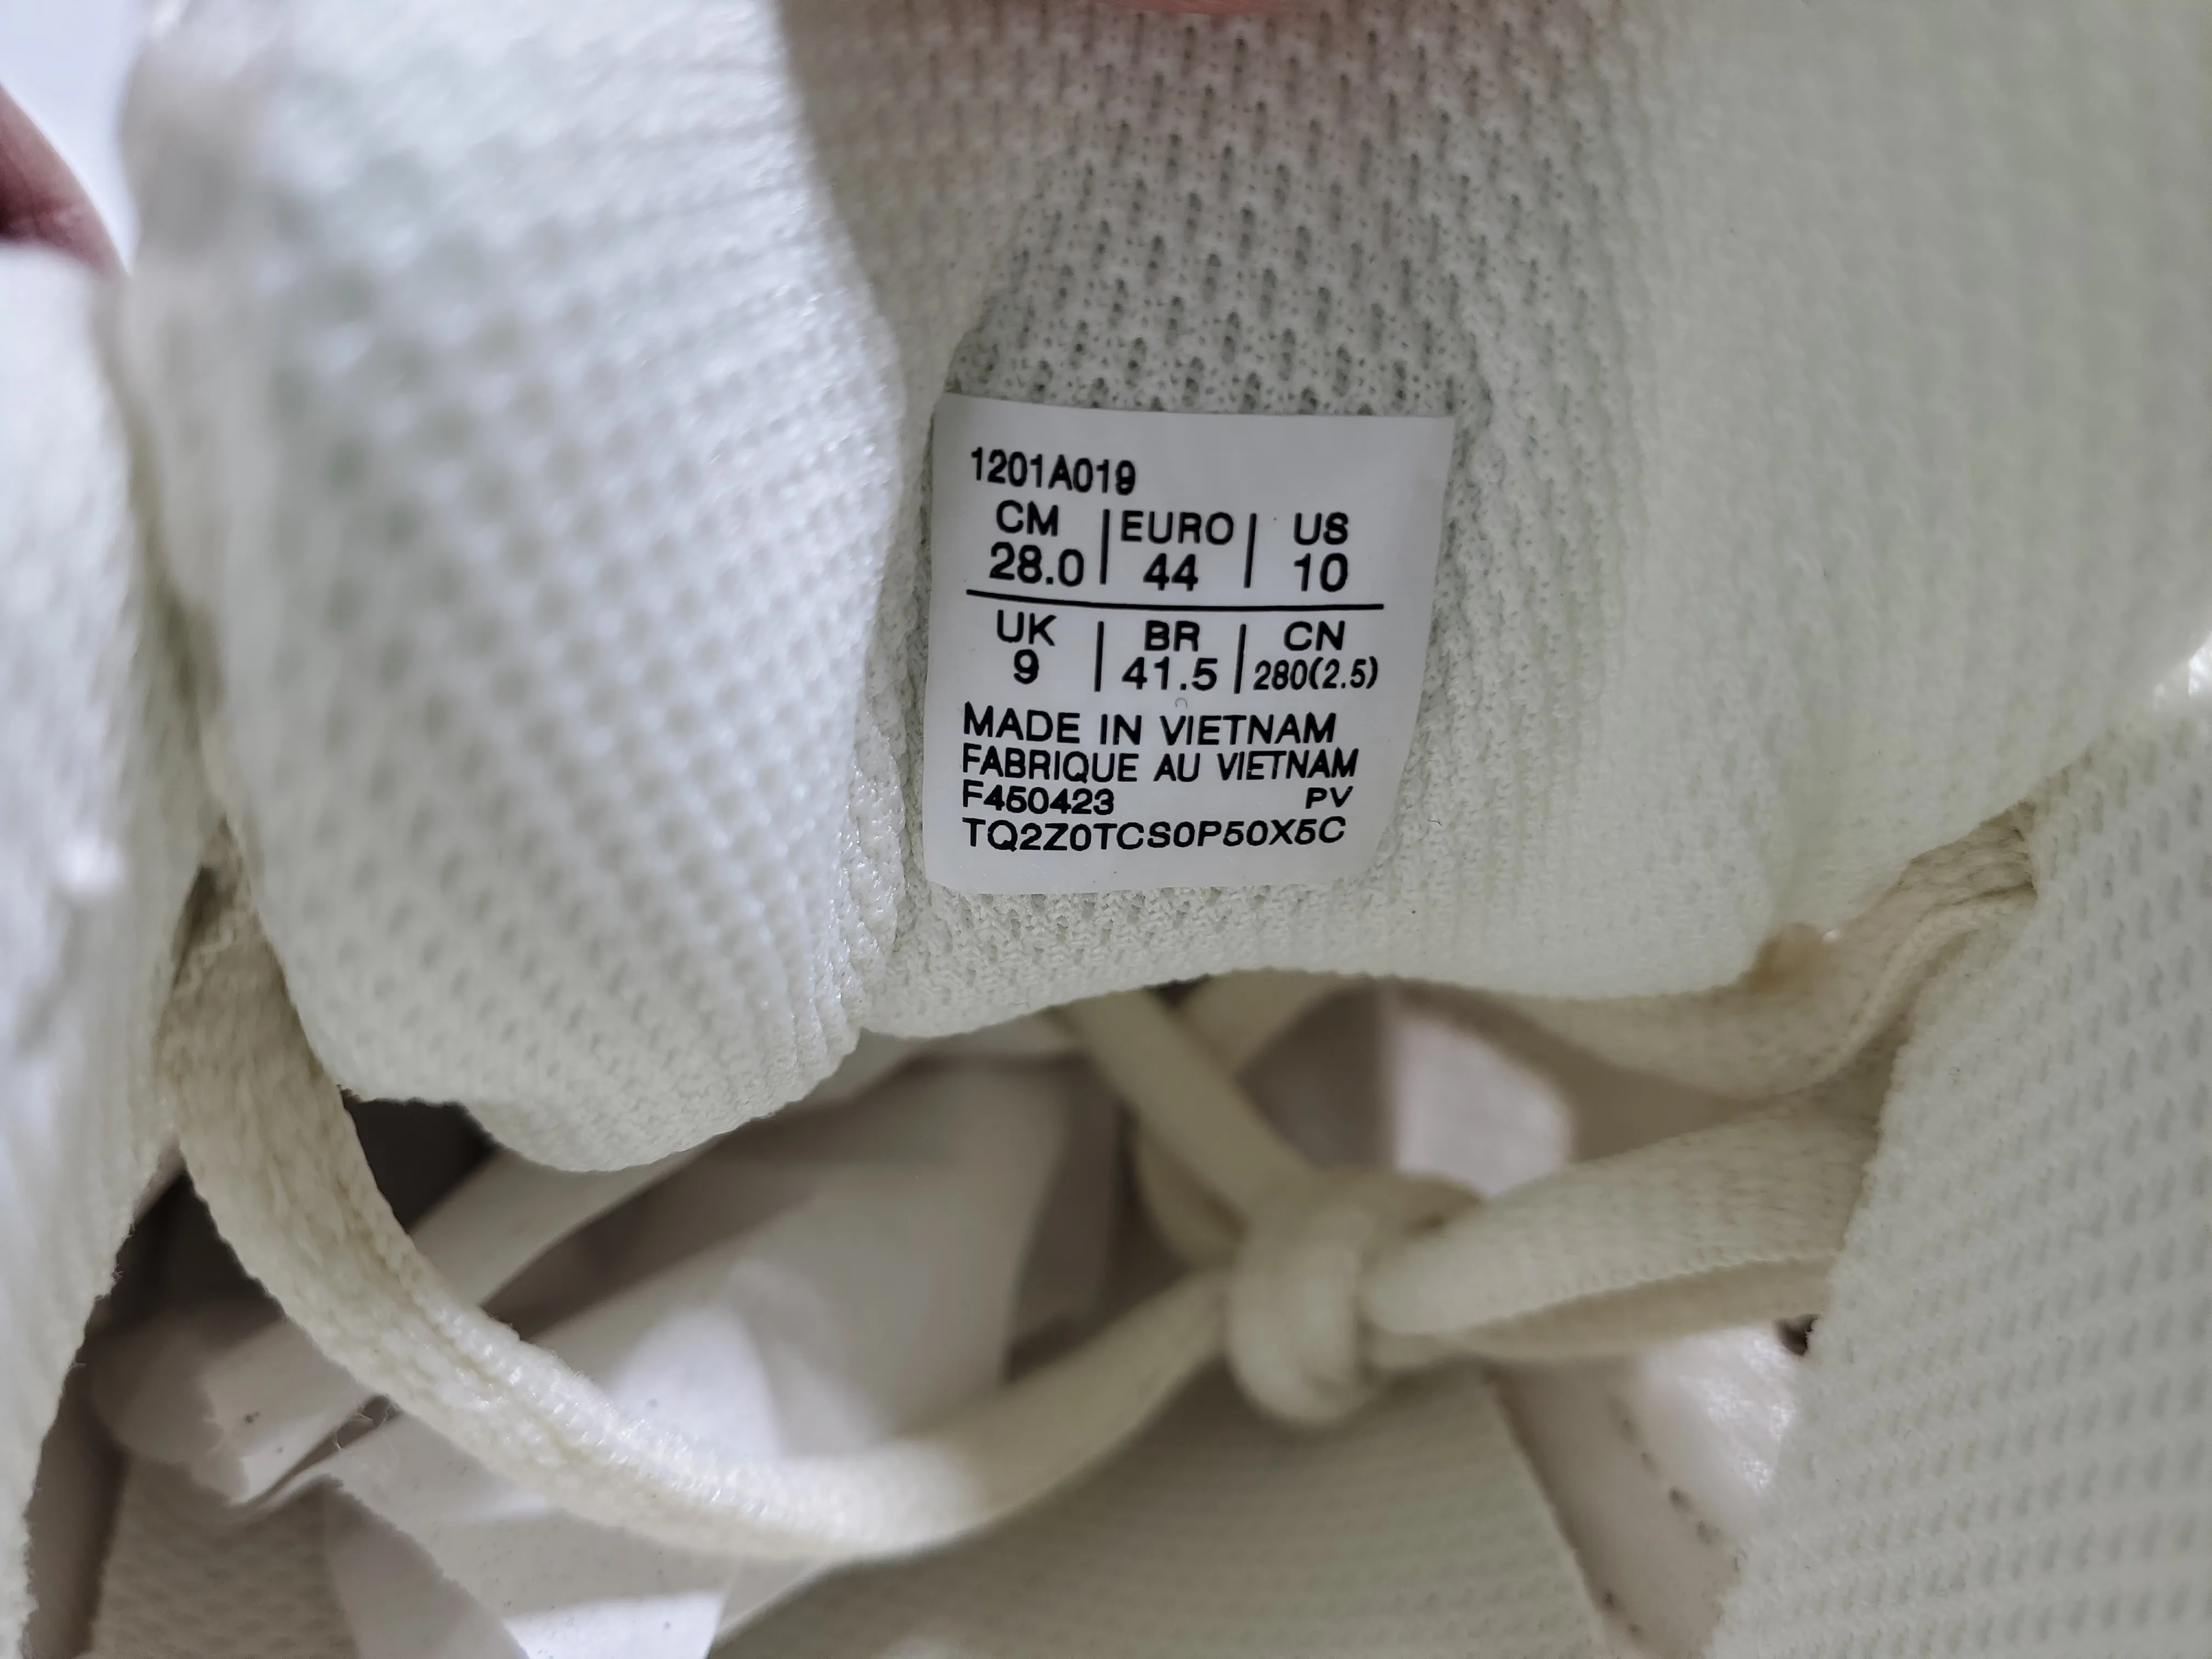 1201A019
CM | EURO | US
28.0 | 44 | 10
UK | BR | CN
9 | 41.5 | 280(2.5)
MADE IN VIETNAM
FABRIQUE AU VIETNAM
F450423 PV
TQ2Z0TCS0P50X5C